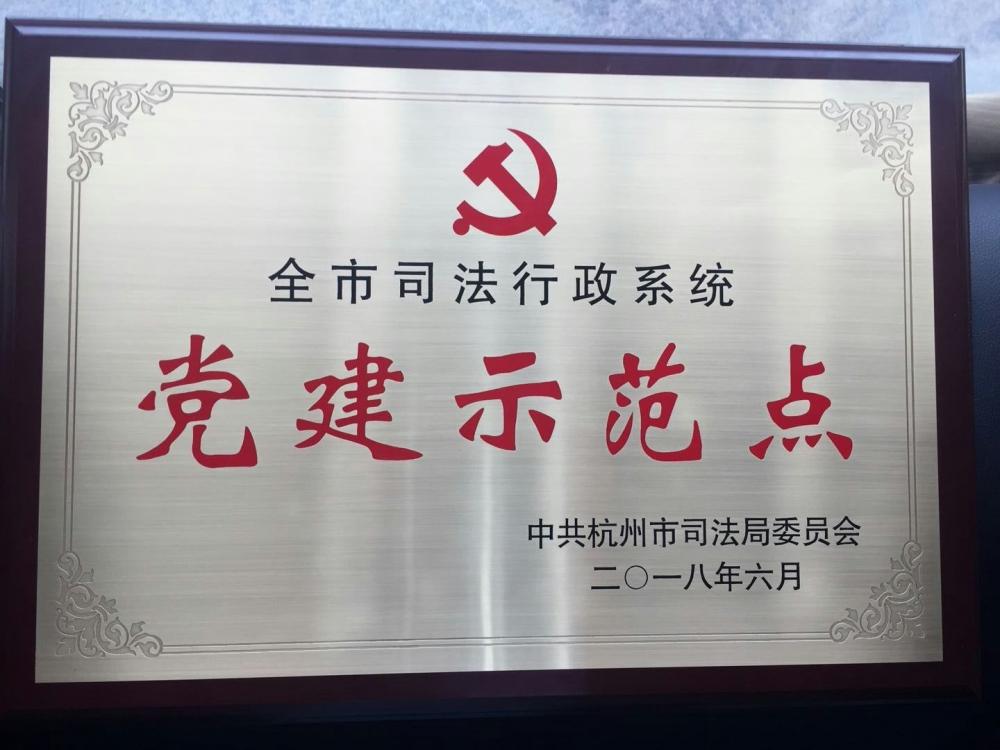 全市司法行政系统
党建示范点
中共杭州市司法局委员会
二〇一八年六月